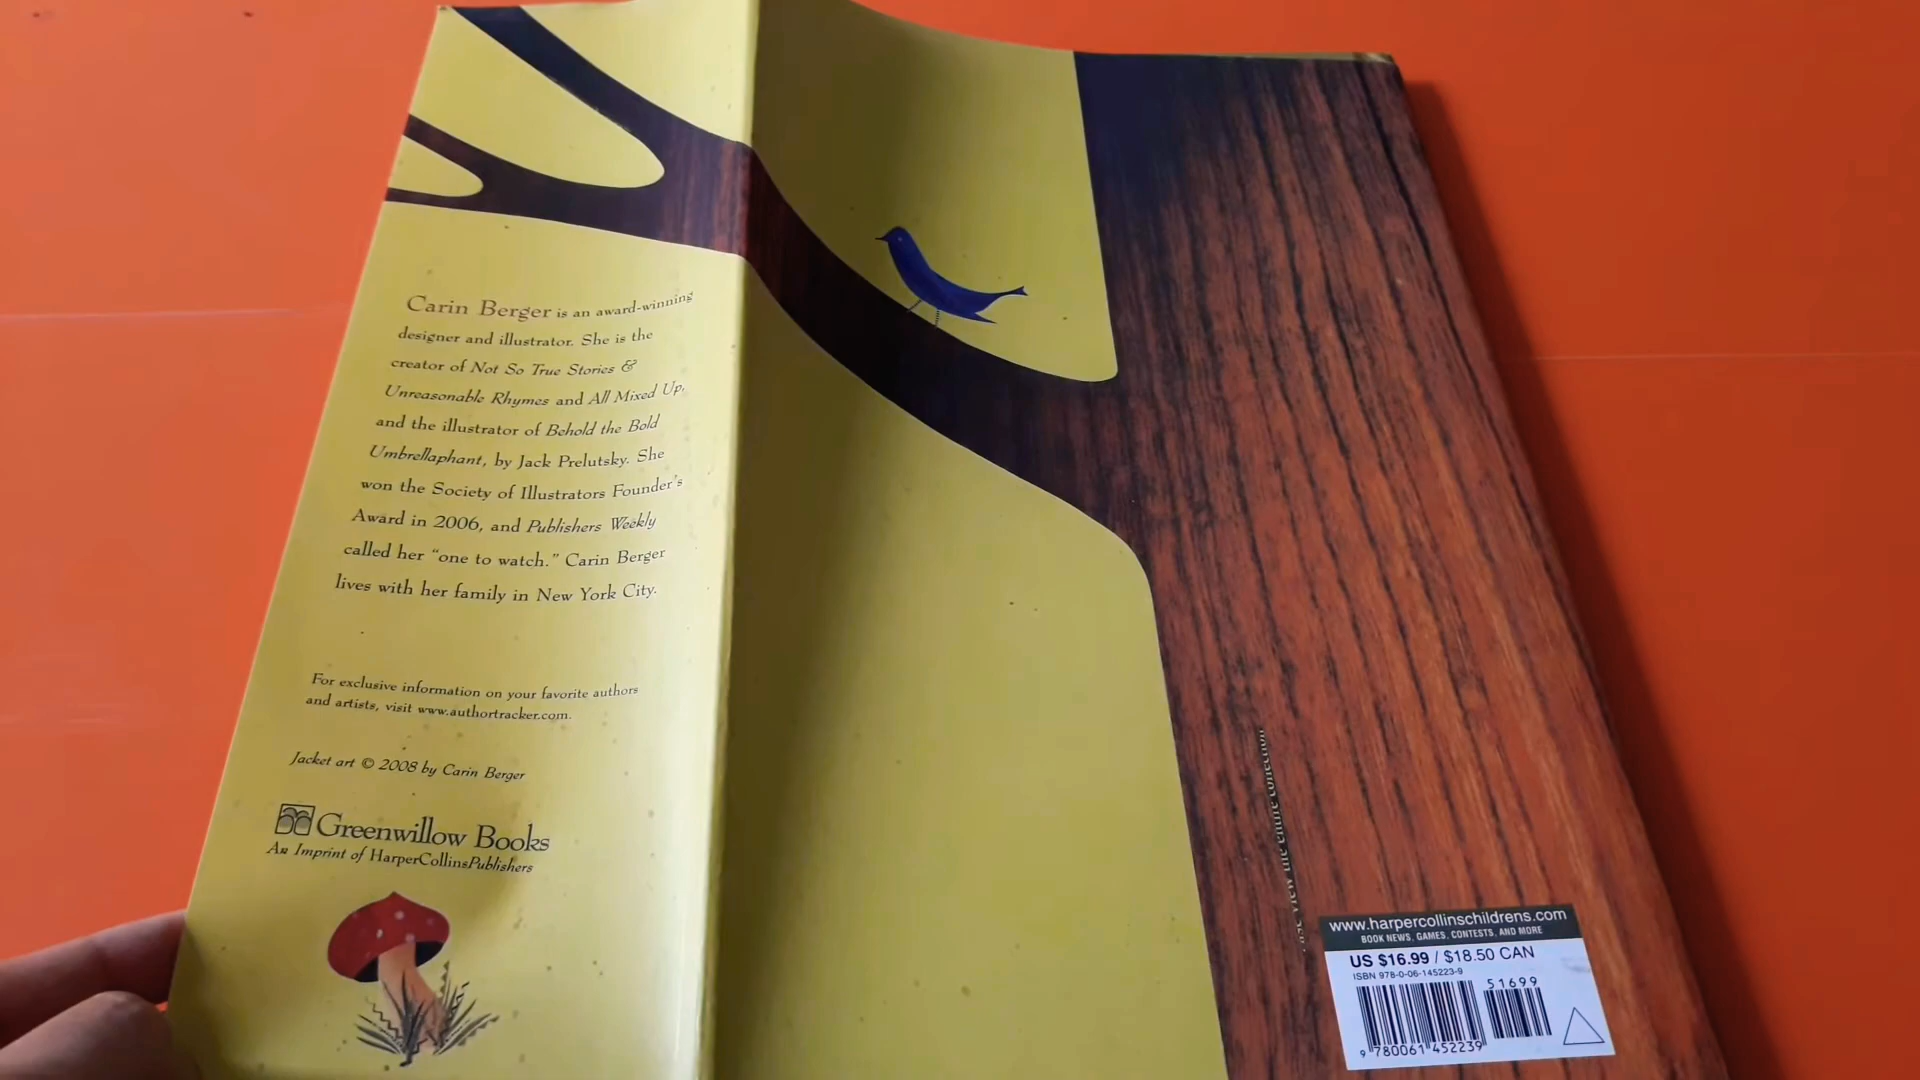 Carin Berger is an award-winning
designer and illustrator. She is the
creator of Not So True Stories &
Unreasonable Rhymes and All Mixed Up,
and the illustrator of Behold the Bold
Umbrellaphant, by Jack Prelutsky. She
won the Society of Illustrators Founder's
Award in 2006, and Publishers Weekly
called her “one to watch.” Carin Berger
lives with her family in New York City.
For exclusive information on your favorite authors
and artists, visit www.authortracker.com.
Jacket art © 2008 by Carin Berger
Greenwillow Books
An Imprint of HarperCollinsPublishers
view the entire collection
www.harpercollinschildrens.com
BOOK NEWS, GAMES, CONTESTS, AND MORE
US $16.99 / $18.50 CAN
ISBN 978-0-06-145223-9
51699
9 780061 452239